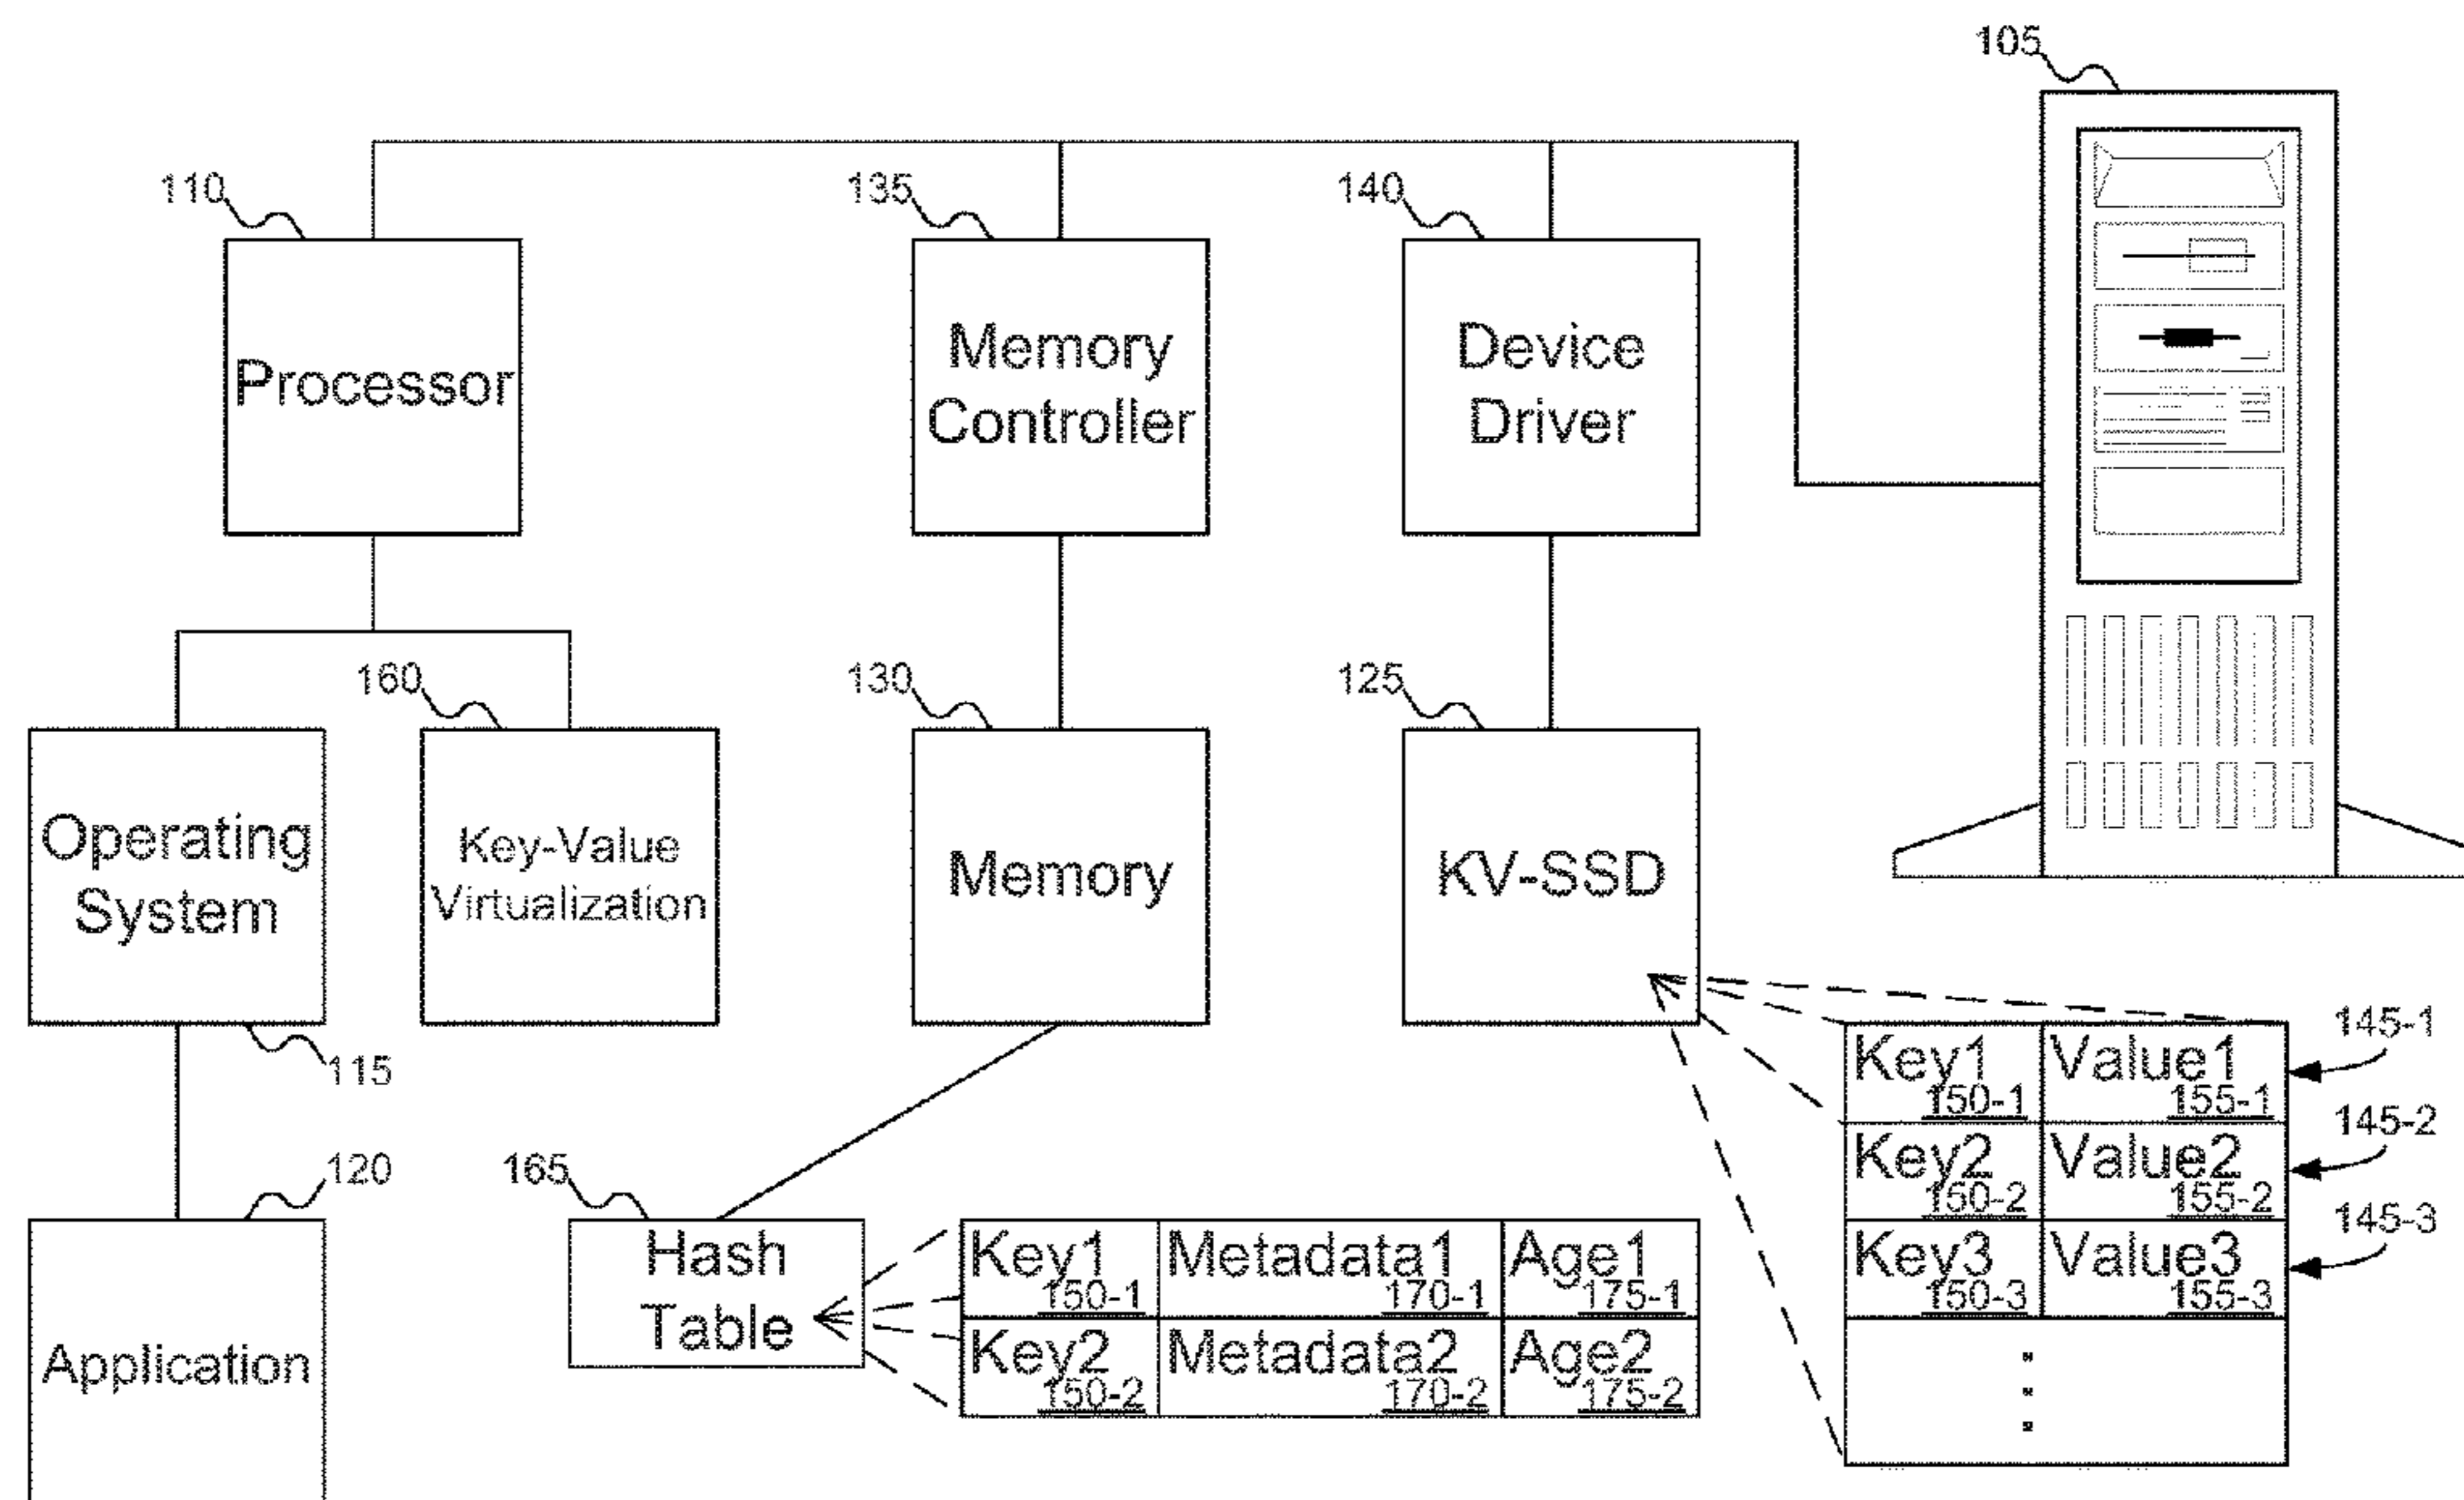 105
110
135
140
Processor
Memory
Controller
Device
Driver
160
130
125
Operating
System
Key-Value
Virtualization
Memory
KV-SSD
115
145-1
Key1
150-1
Value1
155-1
145-2
Key2
150-2
Value2
155-2
145-3
Key3
150-3
Value3
155-3
120
165
Application
Hash
Table
Key1
150-1
Metadata1
170-1
Age1
175-1
Key2
150-2
Metadata2
170-2
Age2
175-2